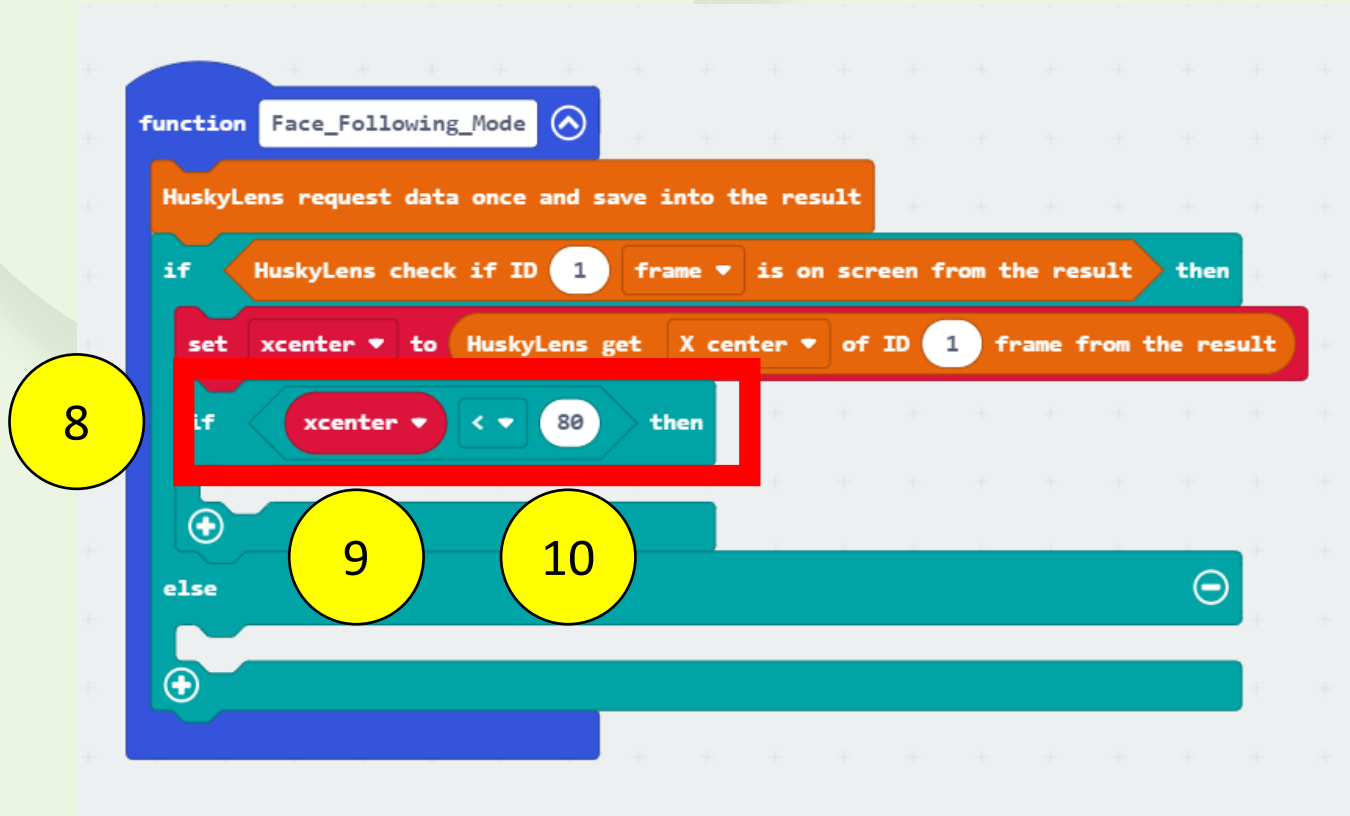 function Face_Following_Mode
HuskyLens request data once and save into the result
if HuskyLens check if ID 1 frame is on screen from the result then
set xcenter to HuskyLens get X center of ID 1 frame from the result
8
if xcenter < 80 then
9 10
else